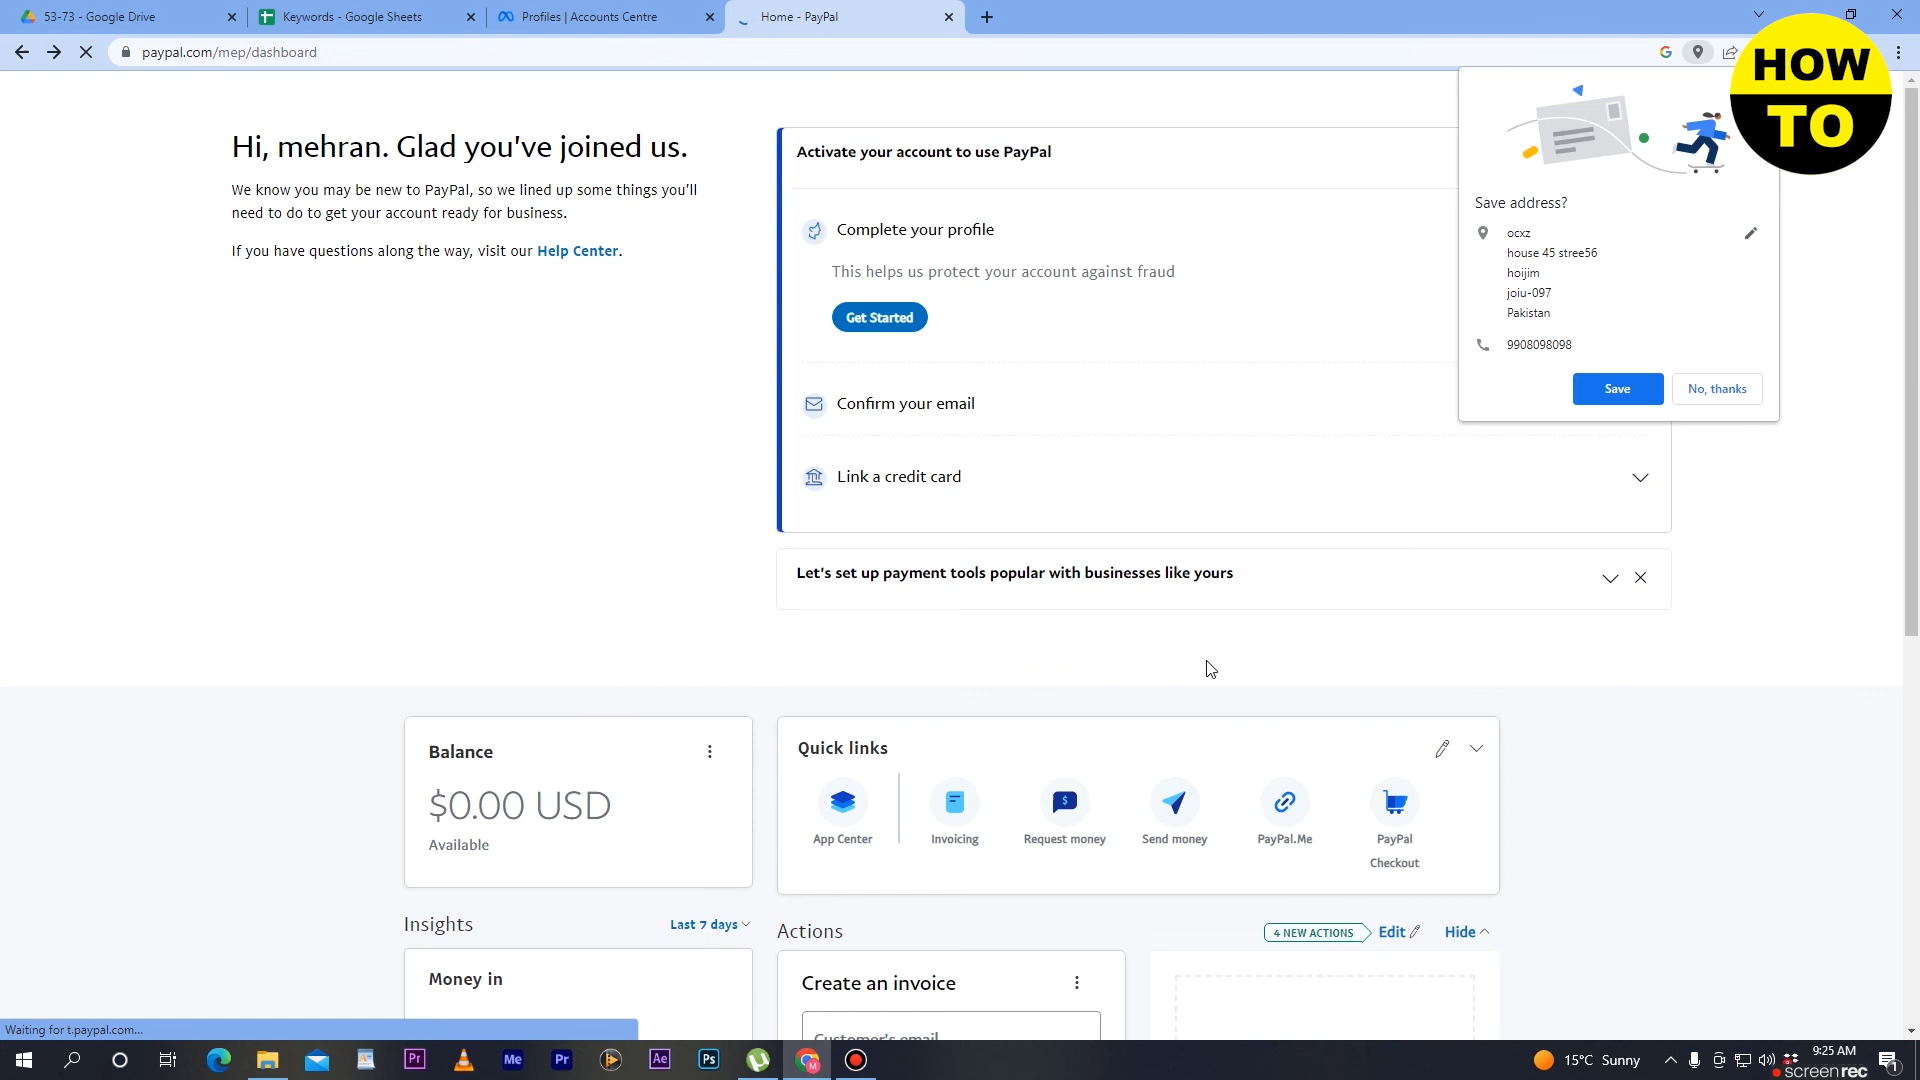 53-73 - Google Drive
Keywords - Google Sheets
Profiles | Accounts Centre
Home - PayPal
paypal.com/mep/dashboard
HOW
TO
Hi, mehran. Glad you've joined us.
We know you may be new to PayPal, so we lined up some things you'll
need to do to get your account ready for business.
If you have questions along the way, visit our Help Center.
Activate your account to use PayPal
Complete your profile
This helps us protect your account against fraud
Get Started
Confirm your email
Link a credit card
Let's set up payment tools popular with businesses like yours
Save address?
ocxz
house 45 stree56
hoijim
joiu-097
Pakistan
9908098098
Save
No, thanks
Balance
$0.00 USD
Available
Quick links
App Center
Invoicing
Request money
Send money
PayPal.Me
PayPal
Checkout
Insights
Last 7 days
Money in
Actions
4 NEW ACTIONS
Edit
Hide
Create an invoice
Customer's email
Waiting for t.paypal.com...
Pr
Me
Pr
Ae
Ps
M
15°C Sunny
9:25 AM
screenrec
1